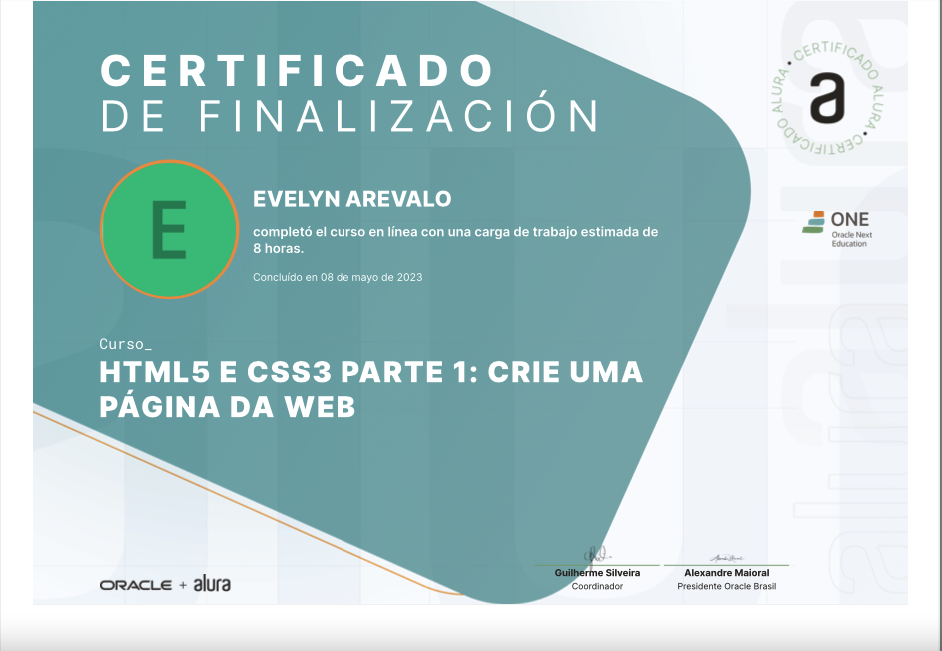 CERTIFICADO
DE FINALIZACIÓN
CERTIFICADO ALURA • CERTIFICADO ALURA •
a
E
EVELYN AREVALO
completó el curso en línea con una carga de trabajo estimada de
8 horas.
Concluído en 08 de mayo de 2023
ONE
Oracle Next
Education
Curso_
HTML5 E CSS3 PARTE 1: CRIE UMA
PÁGINA DA WEB
ORACLE + alura
Guilherme Silveira
Coordinador
Alexandre Maioral
Presidente Oracle Brasil
alura